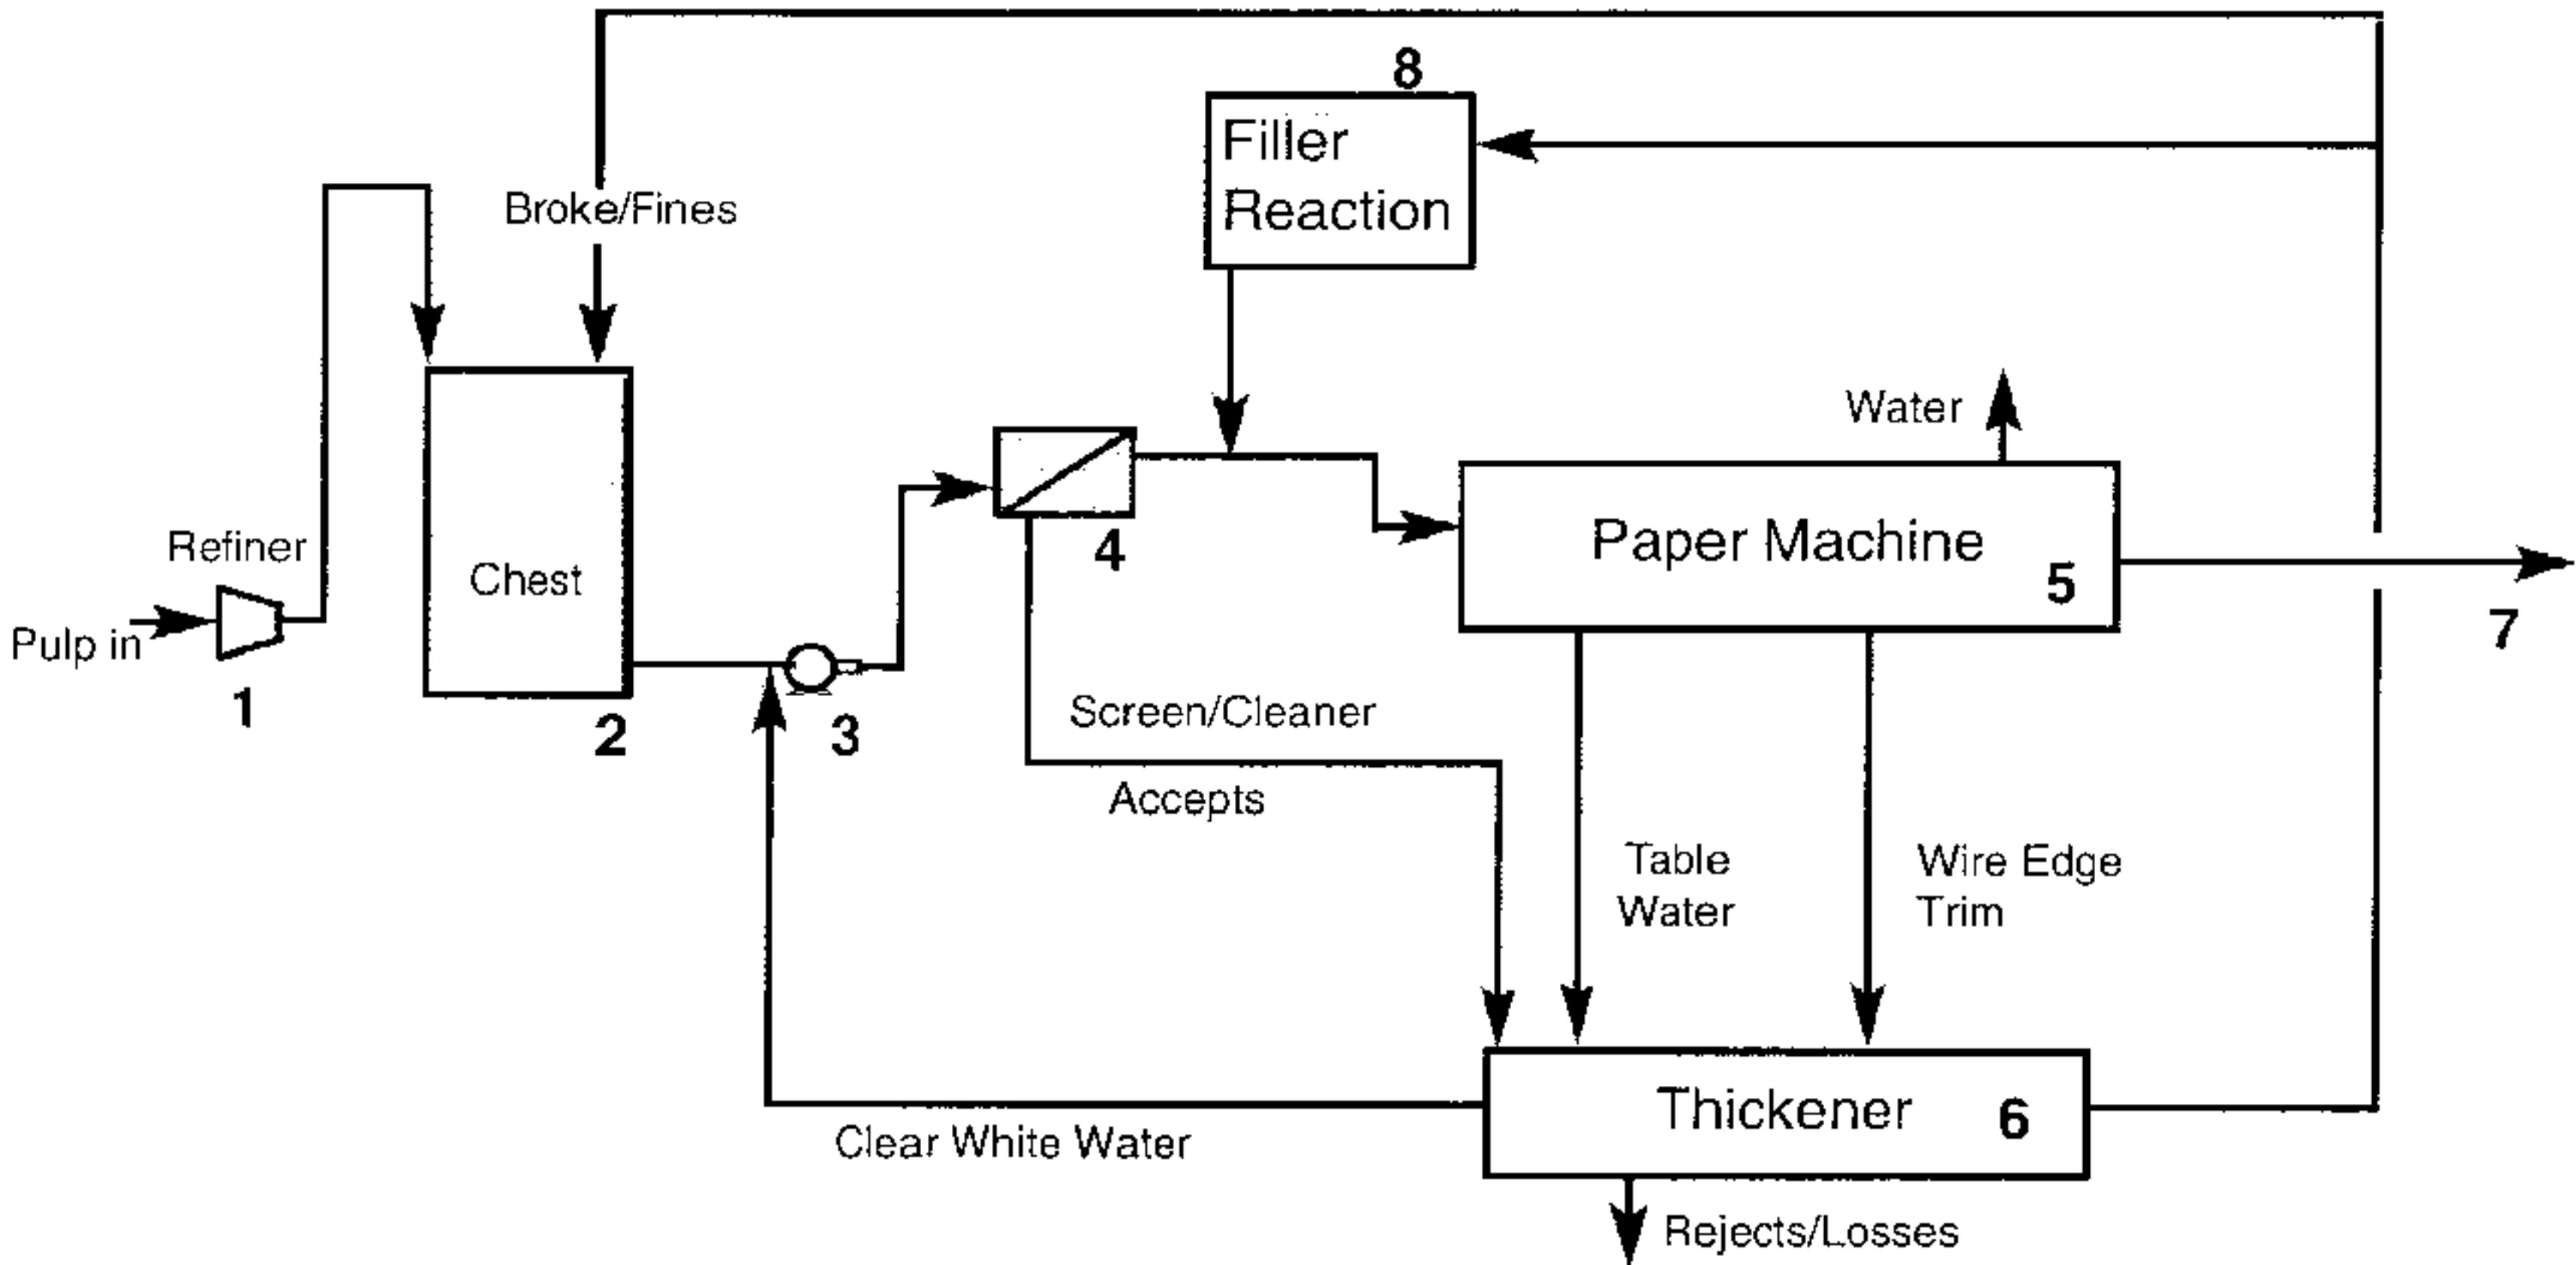 8
Filler
Reaction
Broke/Fines
Water
Refiner
Pulp in
1
Chest
2
3
4
Paper Machine
5
7
Screen/Cleaner
Accepts
Table
Water
Wire Edge
Trim
Clear White Water
Thickener
6
Rejects/Losses